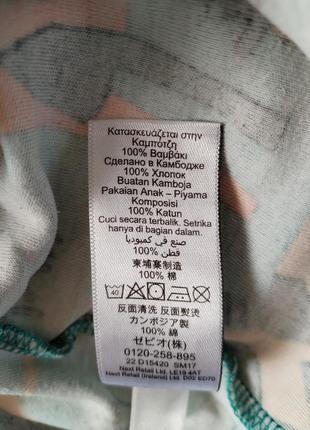 Κατασκευάζεται στην
Καμπότζη
100% Βαμβάκι
Сделано в Камбодже
100% Хлопок
Buatan Kamboja
Pakaian Anak – Piyama
Komposisi
100% Katun
Cuci secara terbalik. Setrika
hanya di bagian dalam.
صنع في كمبوديا
قطن %100
柬埔寨制造
100% 棉
40
反面清洗 反面熨烫
カンボジア製
100% 綿
ゼビオ(株)
0120-258-895
22 D15420 SM17
Next Retail Ltd. LE19 4AT
Next Retail (Ireland) Ltd. D02 ED70